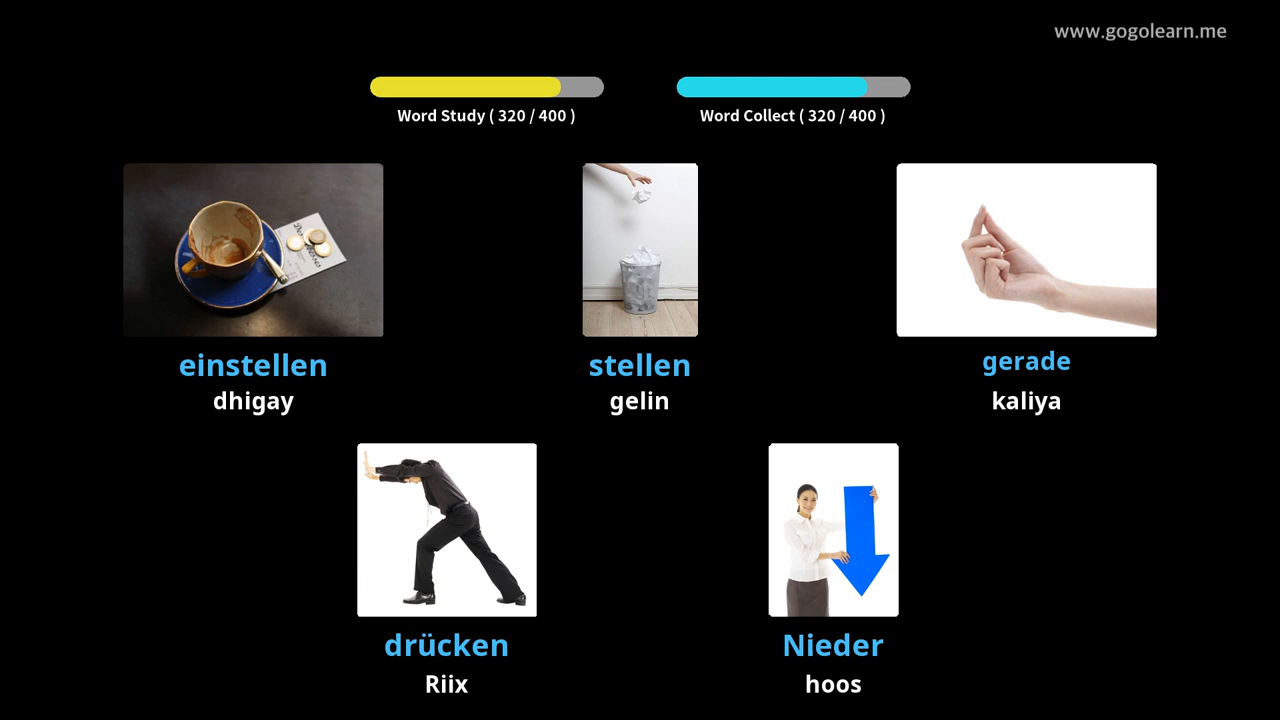 www.gogolearn.me
Word Study ( 320 / 400 )
Word Collect ( 320 / 400 )
einstellen
dhigay
stellen
gelin
gerade
kaliya
drücken
Riix
Nieder
hoos